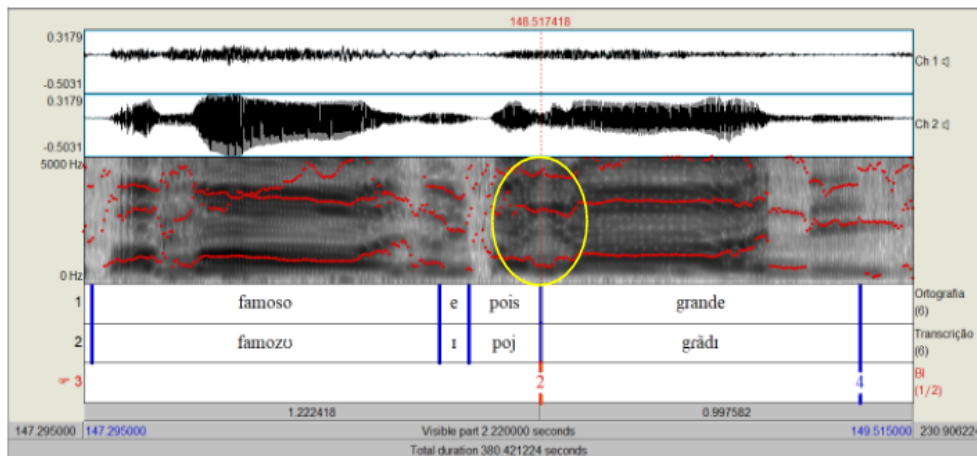 148.517418
0.3179
-0.5031
Ch 1
0.3179
-0.5031
Ch 2
5000 Hz
0 Hz
1 famoso e pois grande Ortografia (6)
2 famozʊ ɪ poj gɾãdɪ Transcrição (6)
3 2 4 BI (1/2)
1.222418 0.997582
147.295000 147.295000 Visible part 2.220000 seconds 149.515000 230.906224
Total duration 380.421224 seconds